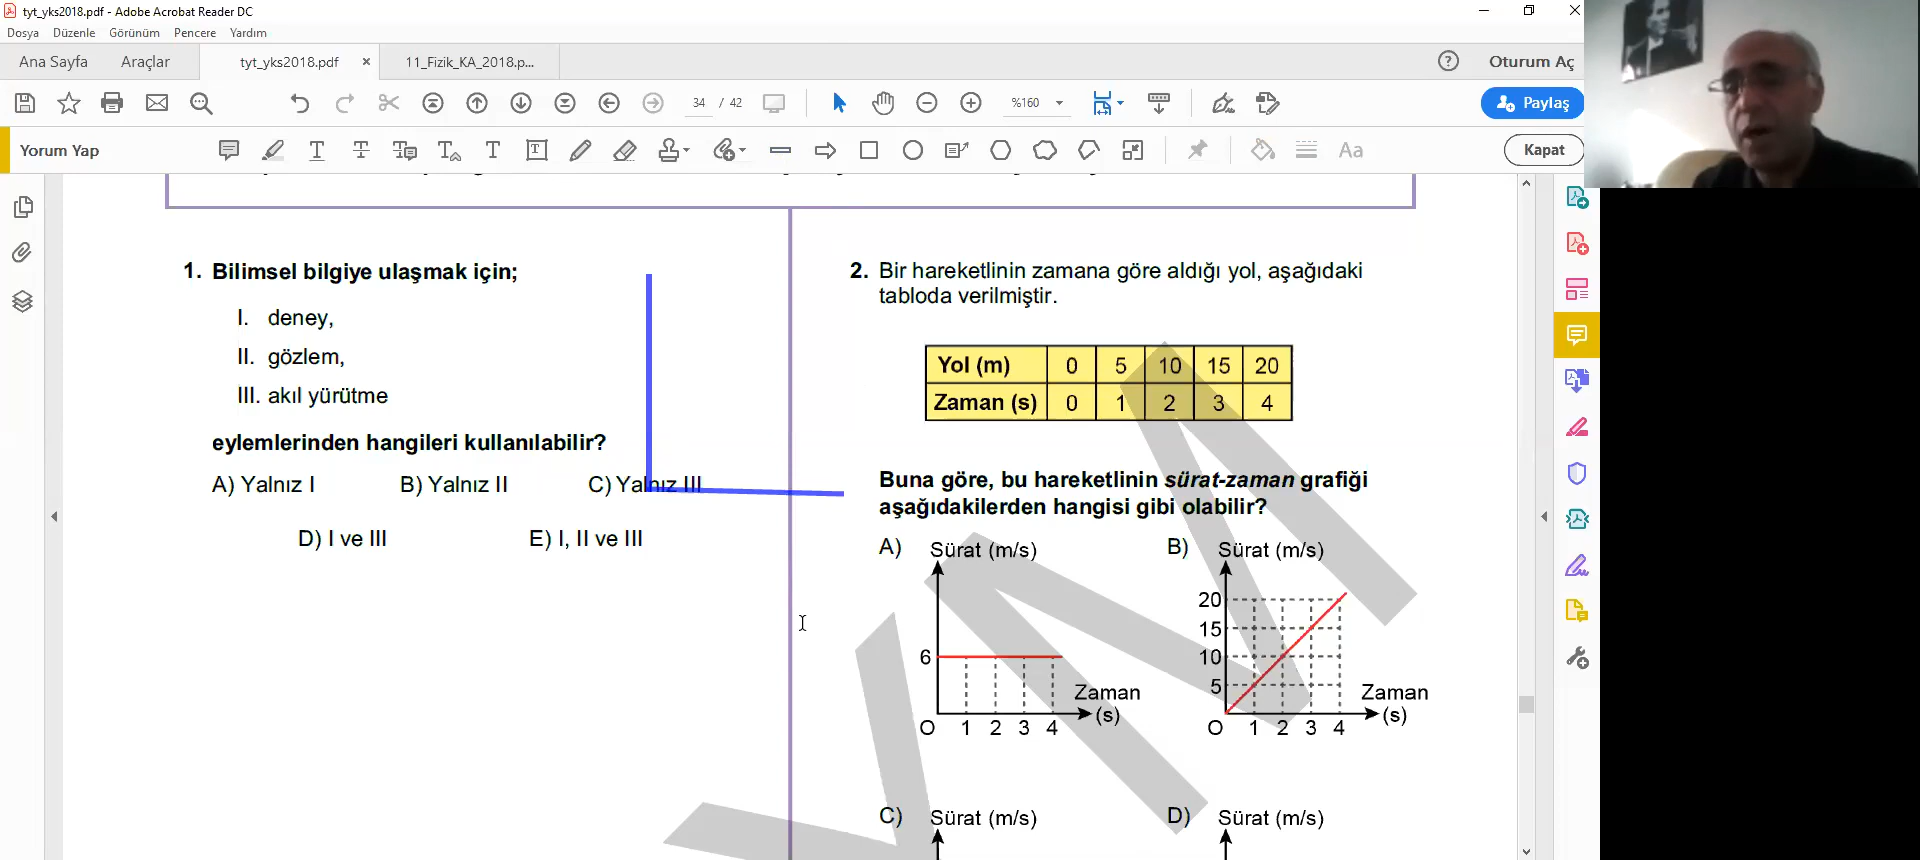 tyt_yks2018.pdf - Adobe Acrobat Reader DC
Dosya Düzenle Görünüm Pencere Yardım
Ana Sayfa Araçlar tyt_yks2018.pdf × 11_Fizik_KA_2018.p... ? Oturum Aç
34 / 42 %160 Paylaş
Yorum Yap Aa Kapat
1. Bilimsel bilgiye ulaşmak için;
I. deney,
II. gözlem,
III. akıl yürütme
eylemlerinden hangileri kullanılabilir?
A) Yalnız I B) Yalnız II C) Yalnız III
D) I ve III E) I, II ve III
2. Bir hareketlinin zamana göre aldığı yol, aşağıdaki
tabloda verilmiştir.
Yol (m) 0 5 10 15 20
Zaman (s) 0 1 2 3 4
Buna göre, bu hareketlinin sürat-zaman grafiği
aşağıdakilerden hangisi gibi olabilir?
A) Sürat (m/s)
6
Zaman
(s)
O 1 2 3 4
B) Sürat (m/s)
20
15
10
5
Zaman
(s)
O 1 2 3 4
C) Sürat (m/s)
D) Sürat (m/s)